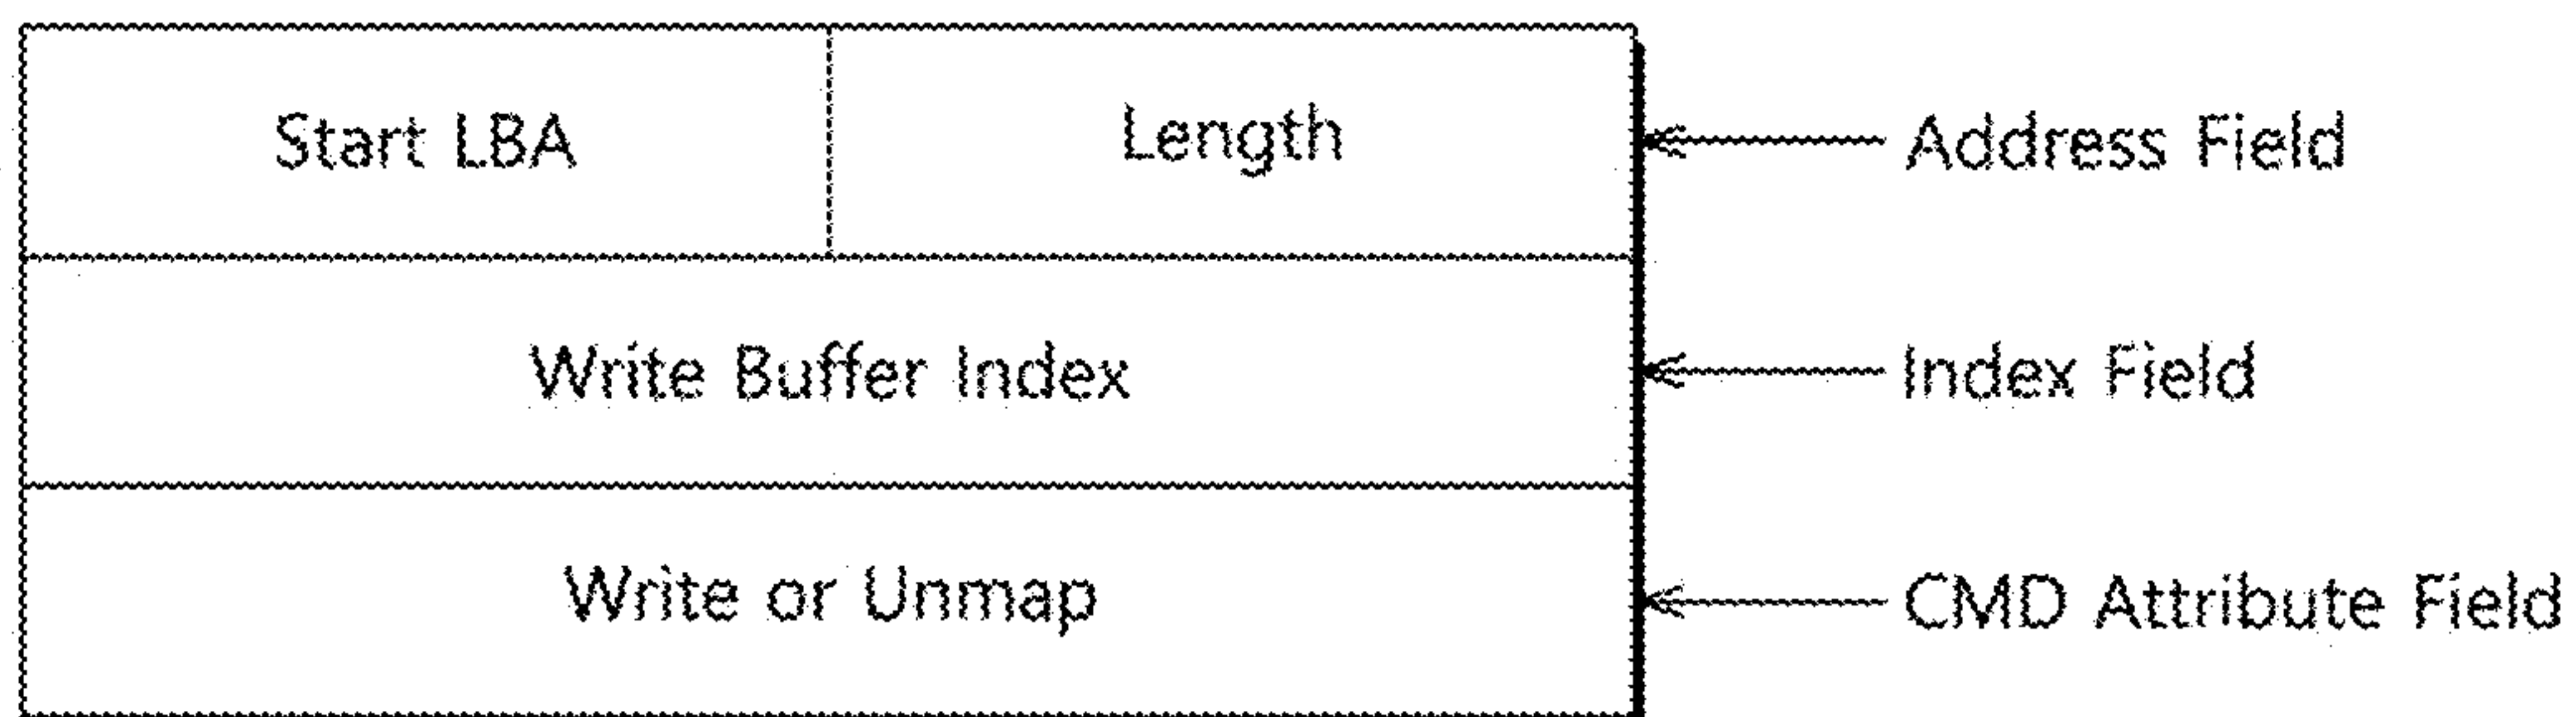 Start LBA Length Address Field
Write Buffer Index Index Field
Write or Unmap CMD Attribute Field